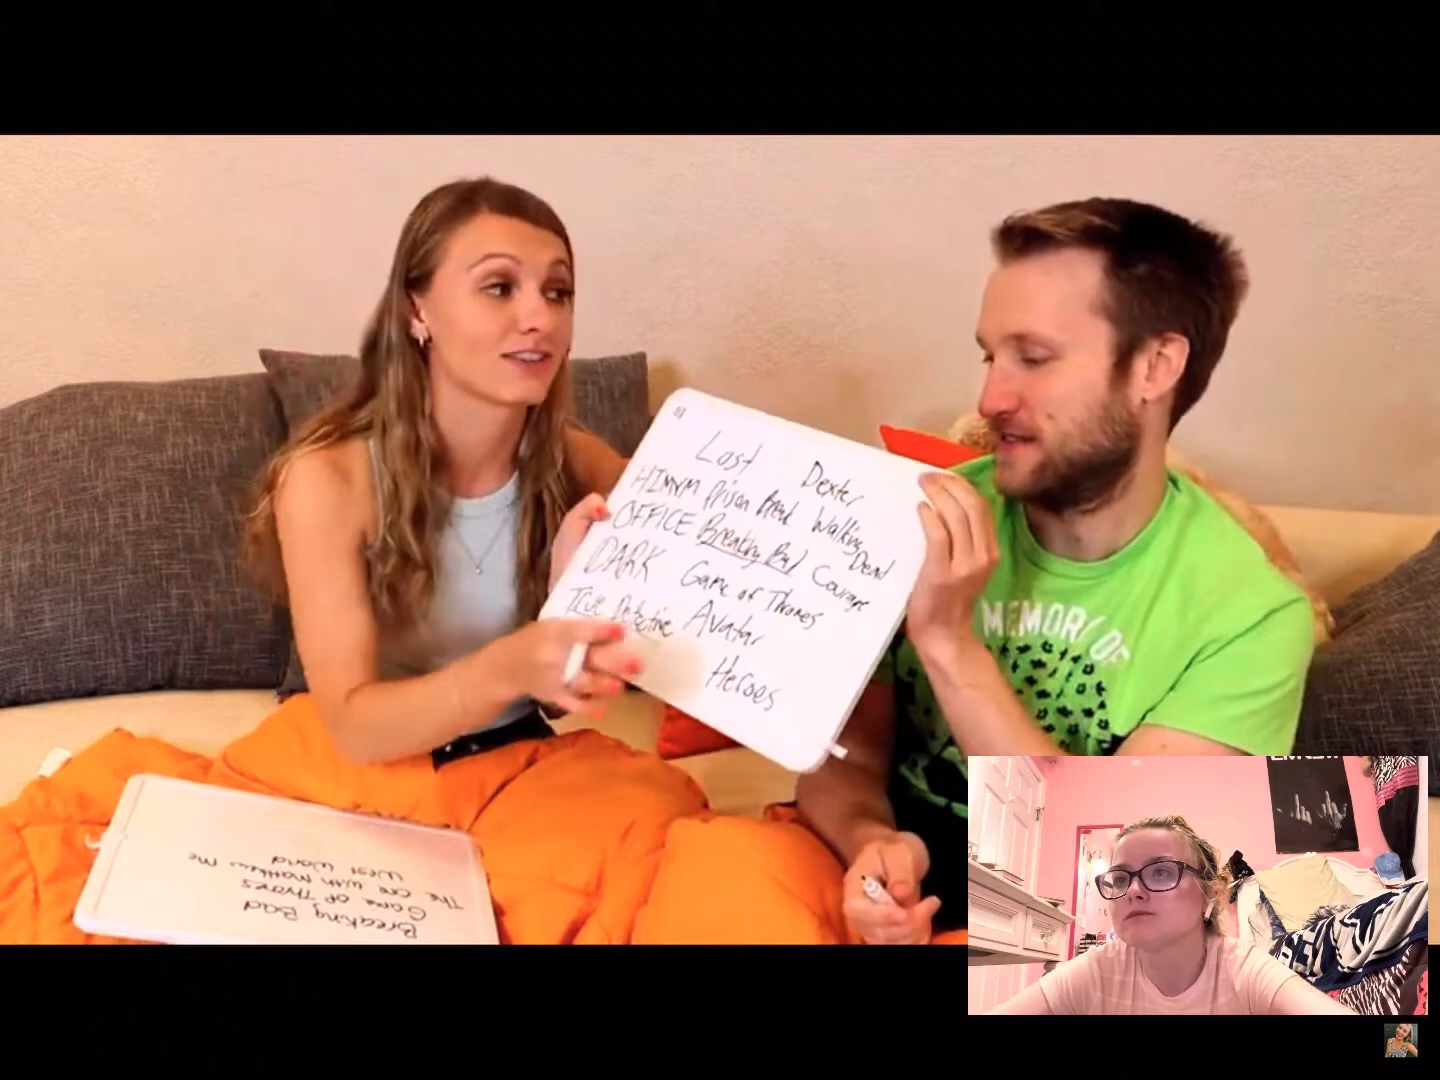 Lost Dexter
HIMYM Prison Break Walking Dead
OFFICE Breaking Bad Courage
DARK Game of Thrones
True Detective Avatar
Heroes
MEMORY OF
Breaking Bad
Game of Thrones
The one with Matthew Mc
West World